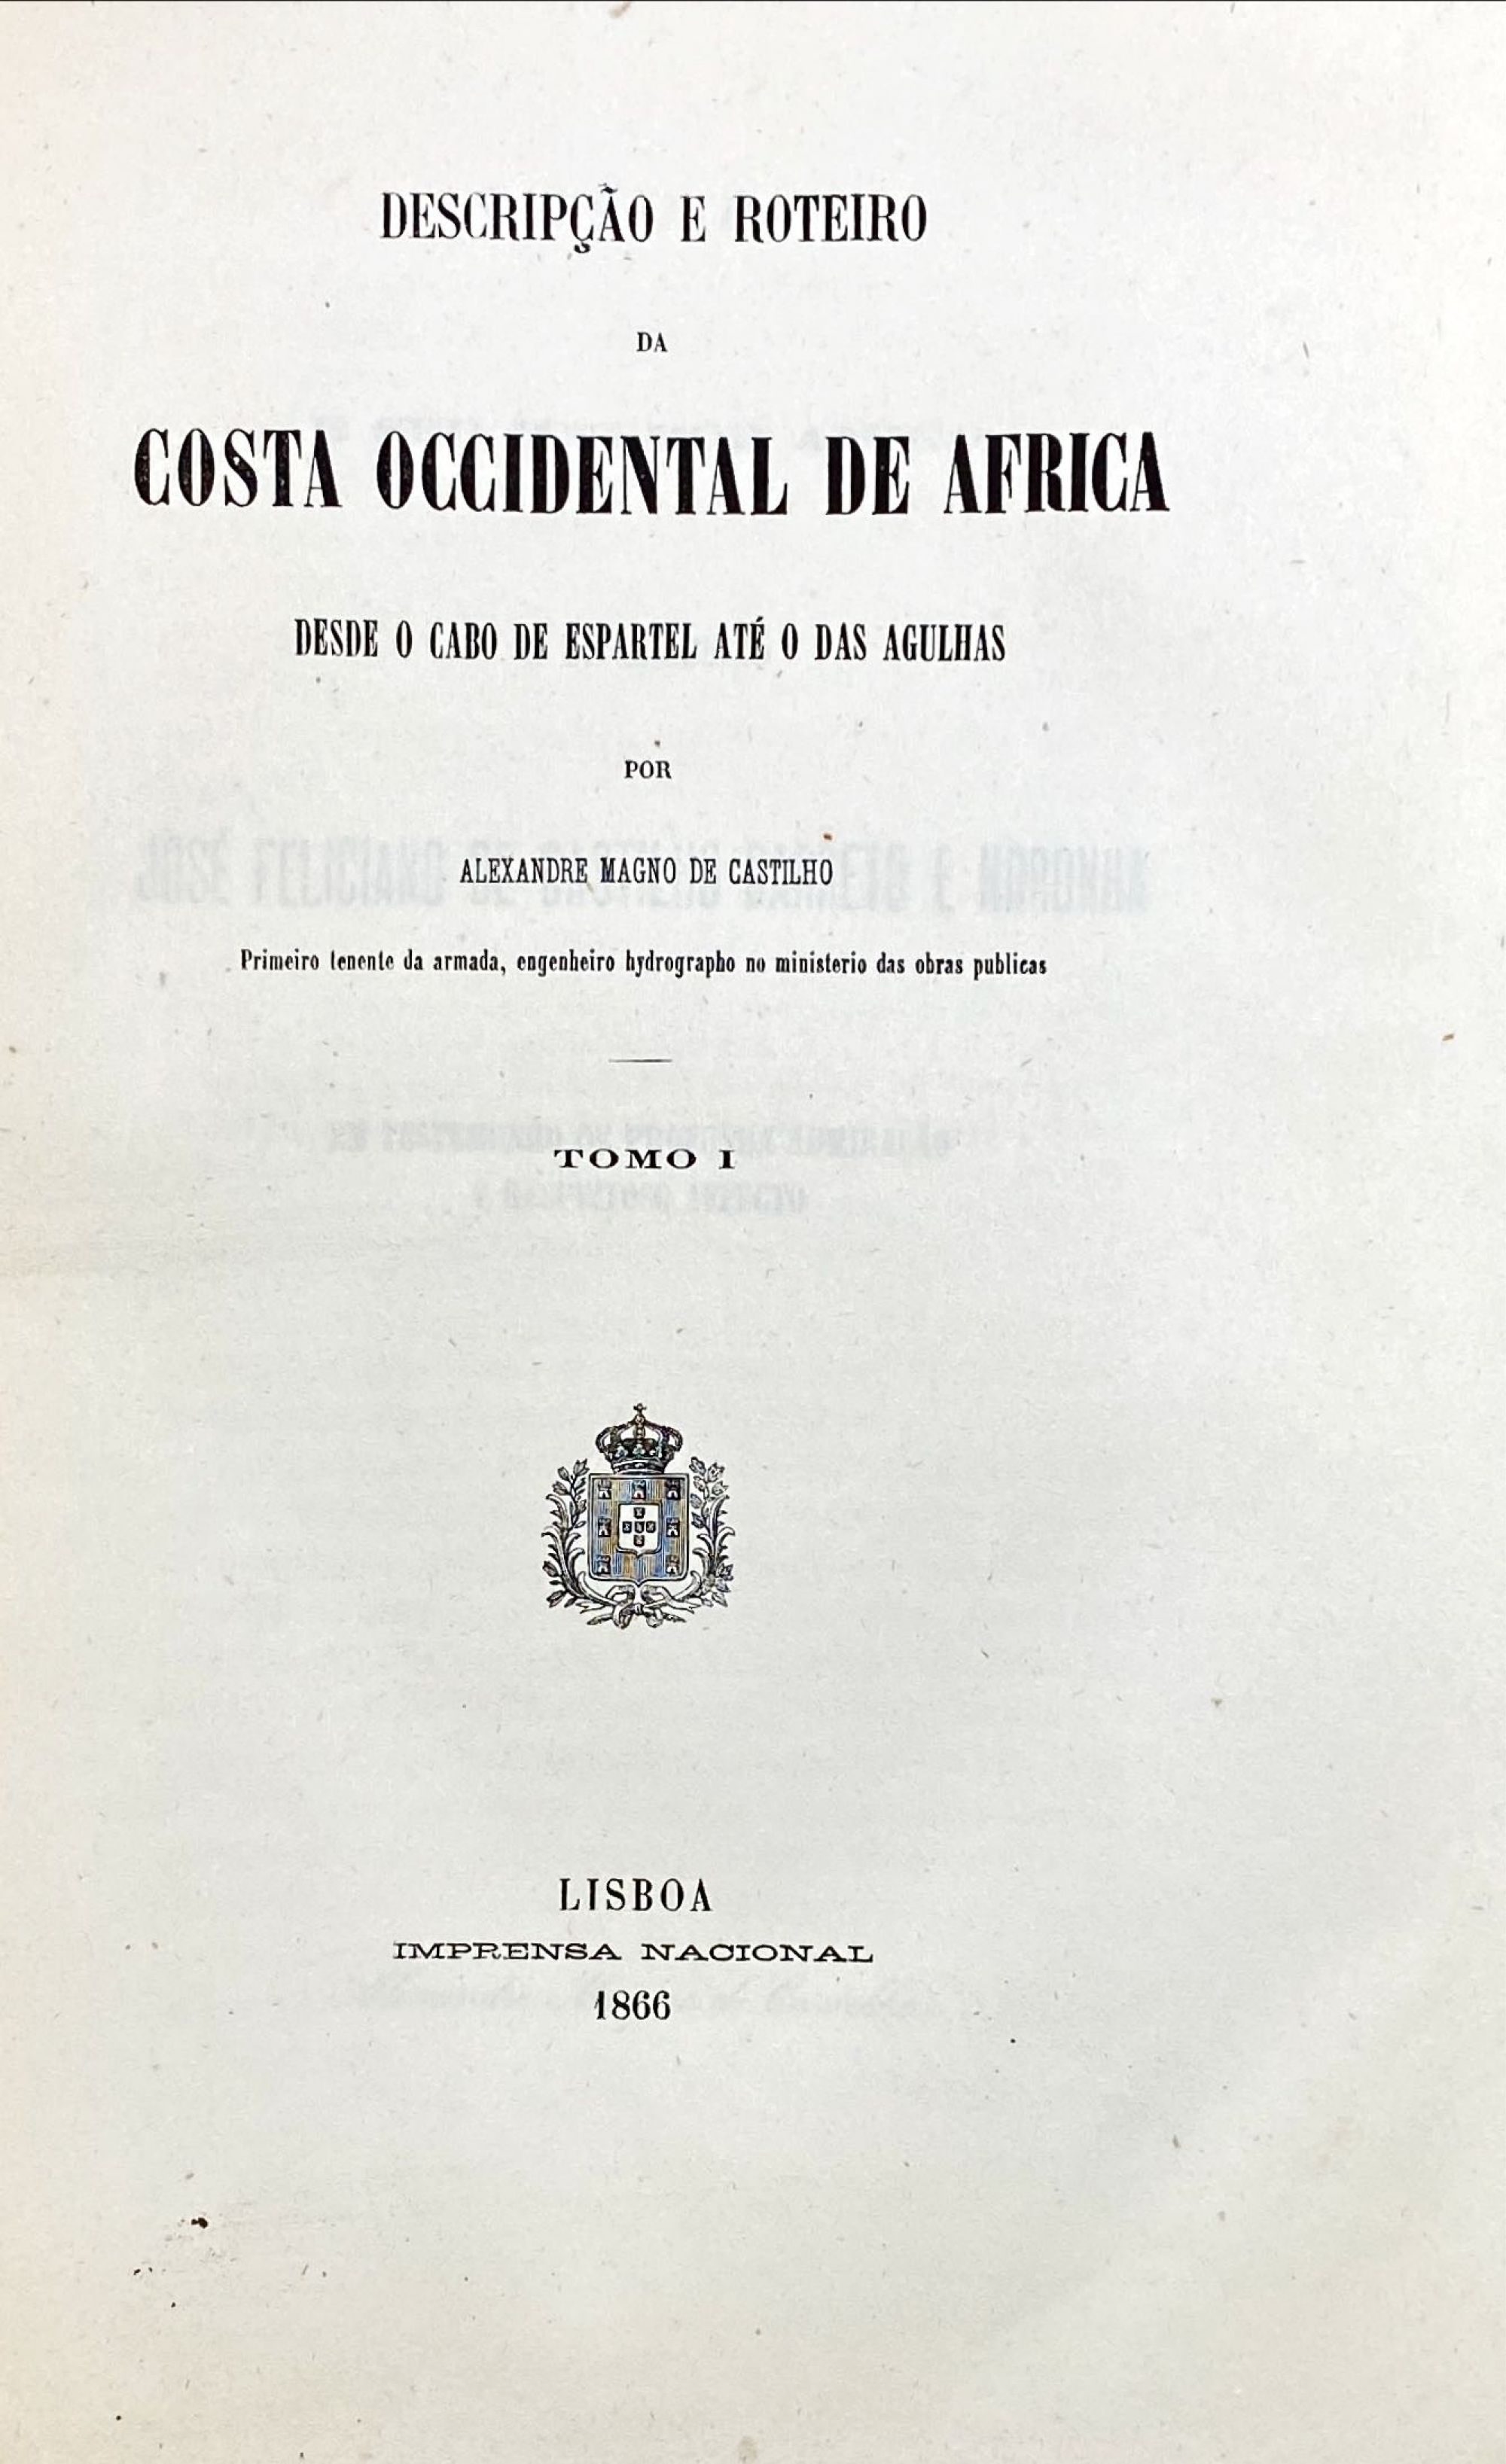 DESCRIPÇÃO E ROTEIRO
DA
COSTA OCCIDENTAL DE AFRICA
DESDE O CABO DE ESPARTEL ATÉ O DAS AGULHAS
POR
ALEXANDRE MAGNO DE CASTILHO
Primeiro tenente da armada, engenheiro hydrographo no ministerio das obras publicas
TOMO I
LISBOA
IMPRENSA NACIONAL
1866